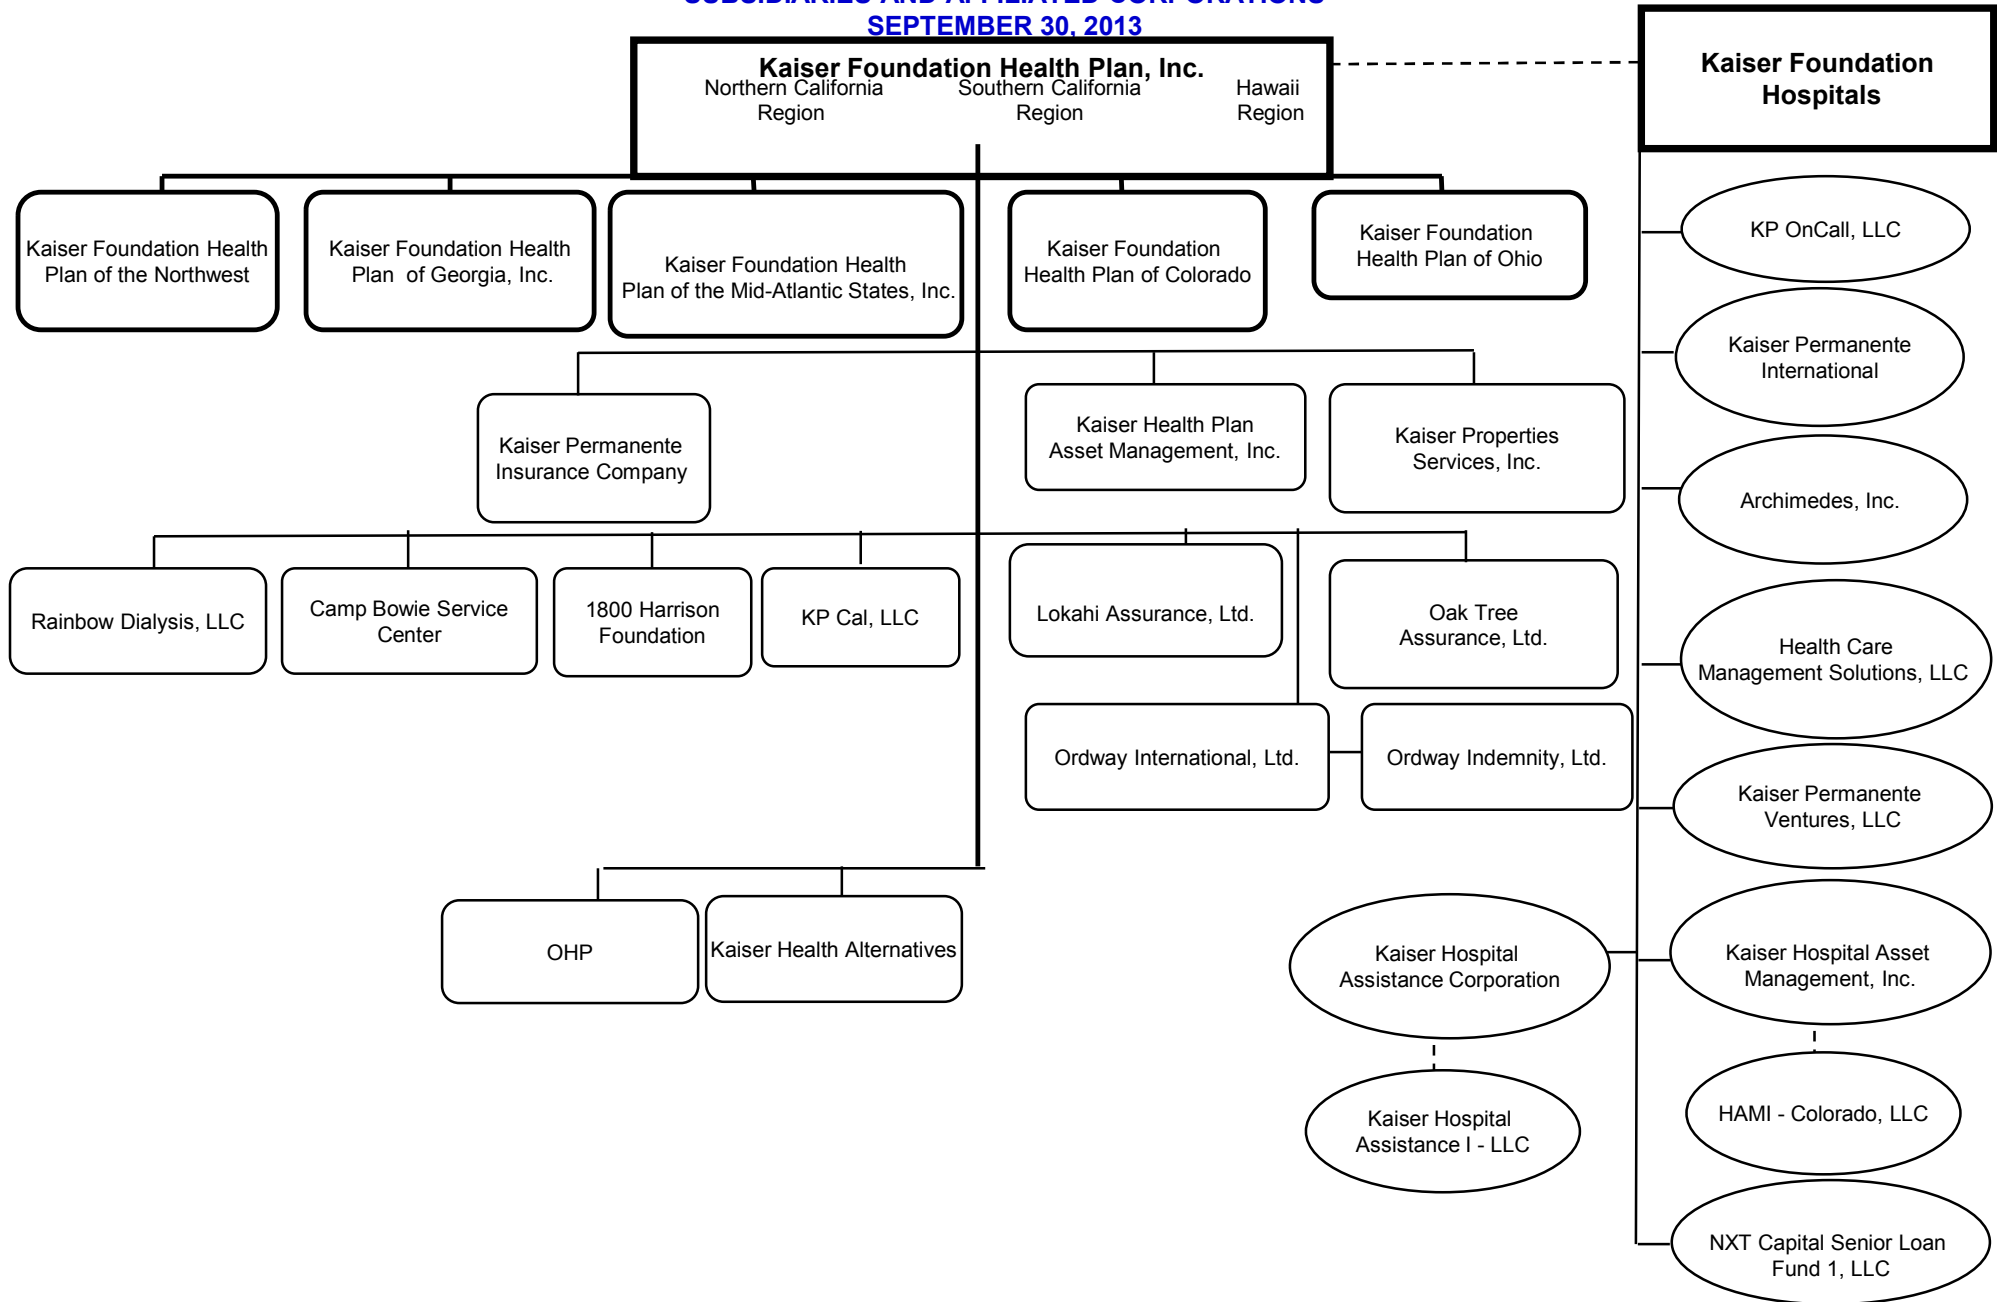 SUBSIDIARIES AND AFFILIATED CORPORATIONS
SEPTEMBER 30, 2013
Kaiser Foundation Health Plan, Inc.
Northern California
Region
Southern California
Region
Hawaii
Region
Kaiser Foundation
Hospitals
Kaiser Foundation Health
Plan of the Northwest
Kaiser Foundation Health
Plan of Georgia, Inc.
Kaiser Foundation Health
Plan of the Mid-Atlantic States, Inc.
Kaiser Foundation
Health Plan of Colorado
Kaiser Foundation
Health Plan of Ohio
KP OnCall, LLC
Kaiser Permanente
International
Kaiser Permanente
Insurance Company
Kaiser Health Plan
Asset Management, Inc.
Kaiser Properties
Services, Inc.
Archimedes, Inc.
Rainbow Dialysis, LLC
Camp Bowie Service
Center
1800 Harrison
Foundation
KP Cal, LLC
Lokahi Assurance, Ltd.
Oak Tree
Assurance, Ltd.
Health Care
Management Solutions, LLC
Ordway International, Ltd.
Ordway Indemnity, Ltd.
Kaiser Permanente
Ventures, LLC
OHP
Kaiser Health Alternatives
Kaiser Hospital
Assistance Corporation
Kaiser Hospital Asset
Management, Inc.
Kaiser Hospital
Assistance I - LLC
HAMI - Colorado, LLC
NXT Capital Senior Loan
Fund 1, LLC